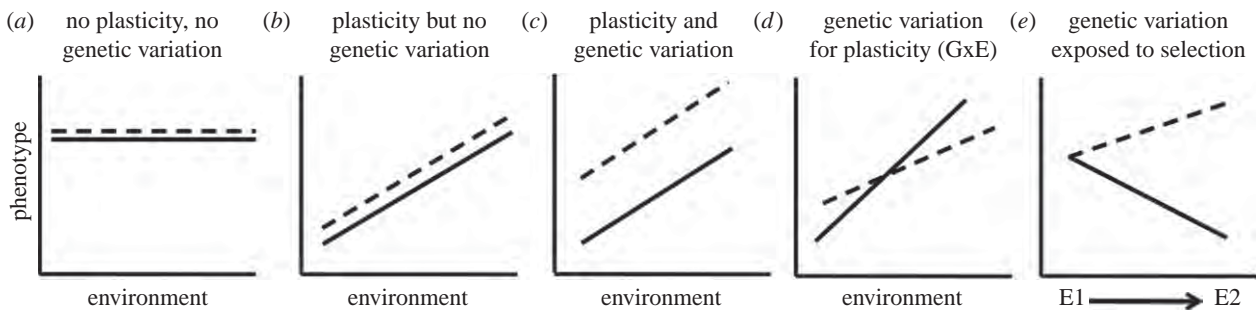 (a) no plasticity, no
genetic variation
(b) plasticity but no
genetic variation
(c) plasticity and
genetic variation
(d) genetic variation
for plasticity (GxE)
(e) genetic variation
exposed to selection
phenotype
environment
environment
environment
environment
E1 E2